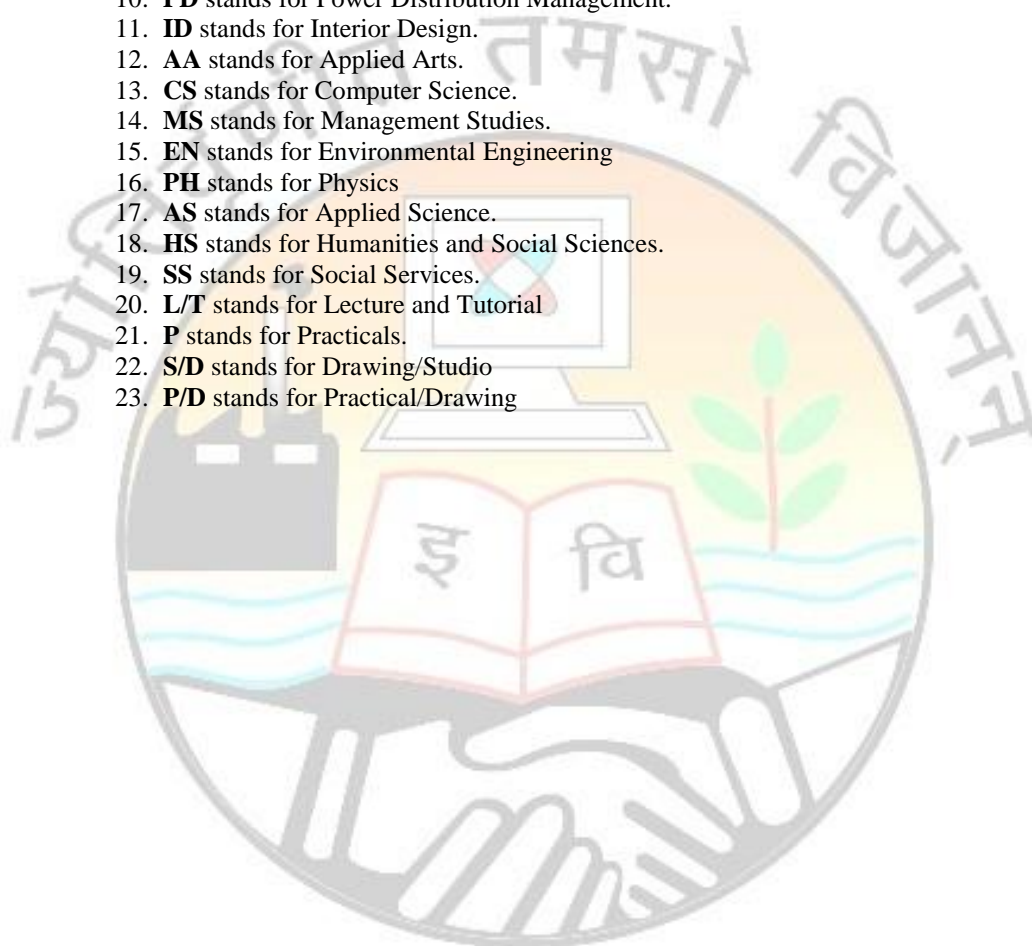 10. PD stands for Power Distribution Management.
11. ID stands for Interior Design.
12. AA stands for Applied Arts.
13. CS stands for Computer Science.
14. MS stands for Management Studies.
15. EN stands for Environmental Engineering
16. PH stands for Physics
17. AS stands for Applied Science.
18. HS stands for Humanities and Social Sciences.
19. SS stands for Social Services.
20. L/T stands for Lecture and Tutorial
21. P stands for Practicals.
22. S/D stands for Drawing/Studio
23. P/D stands for Practical/Drawing
ज्योतिर्वृणीत तमसो विजानन्
इ वि